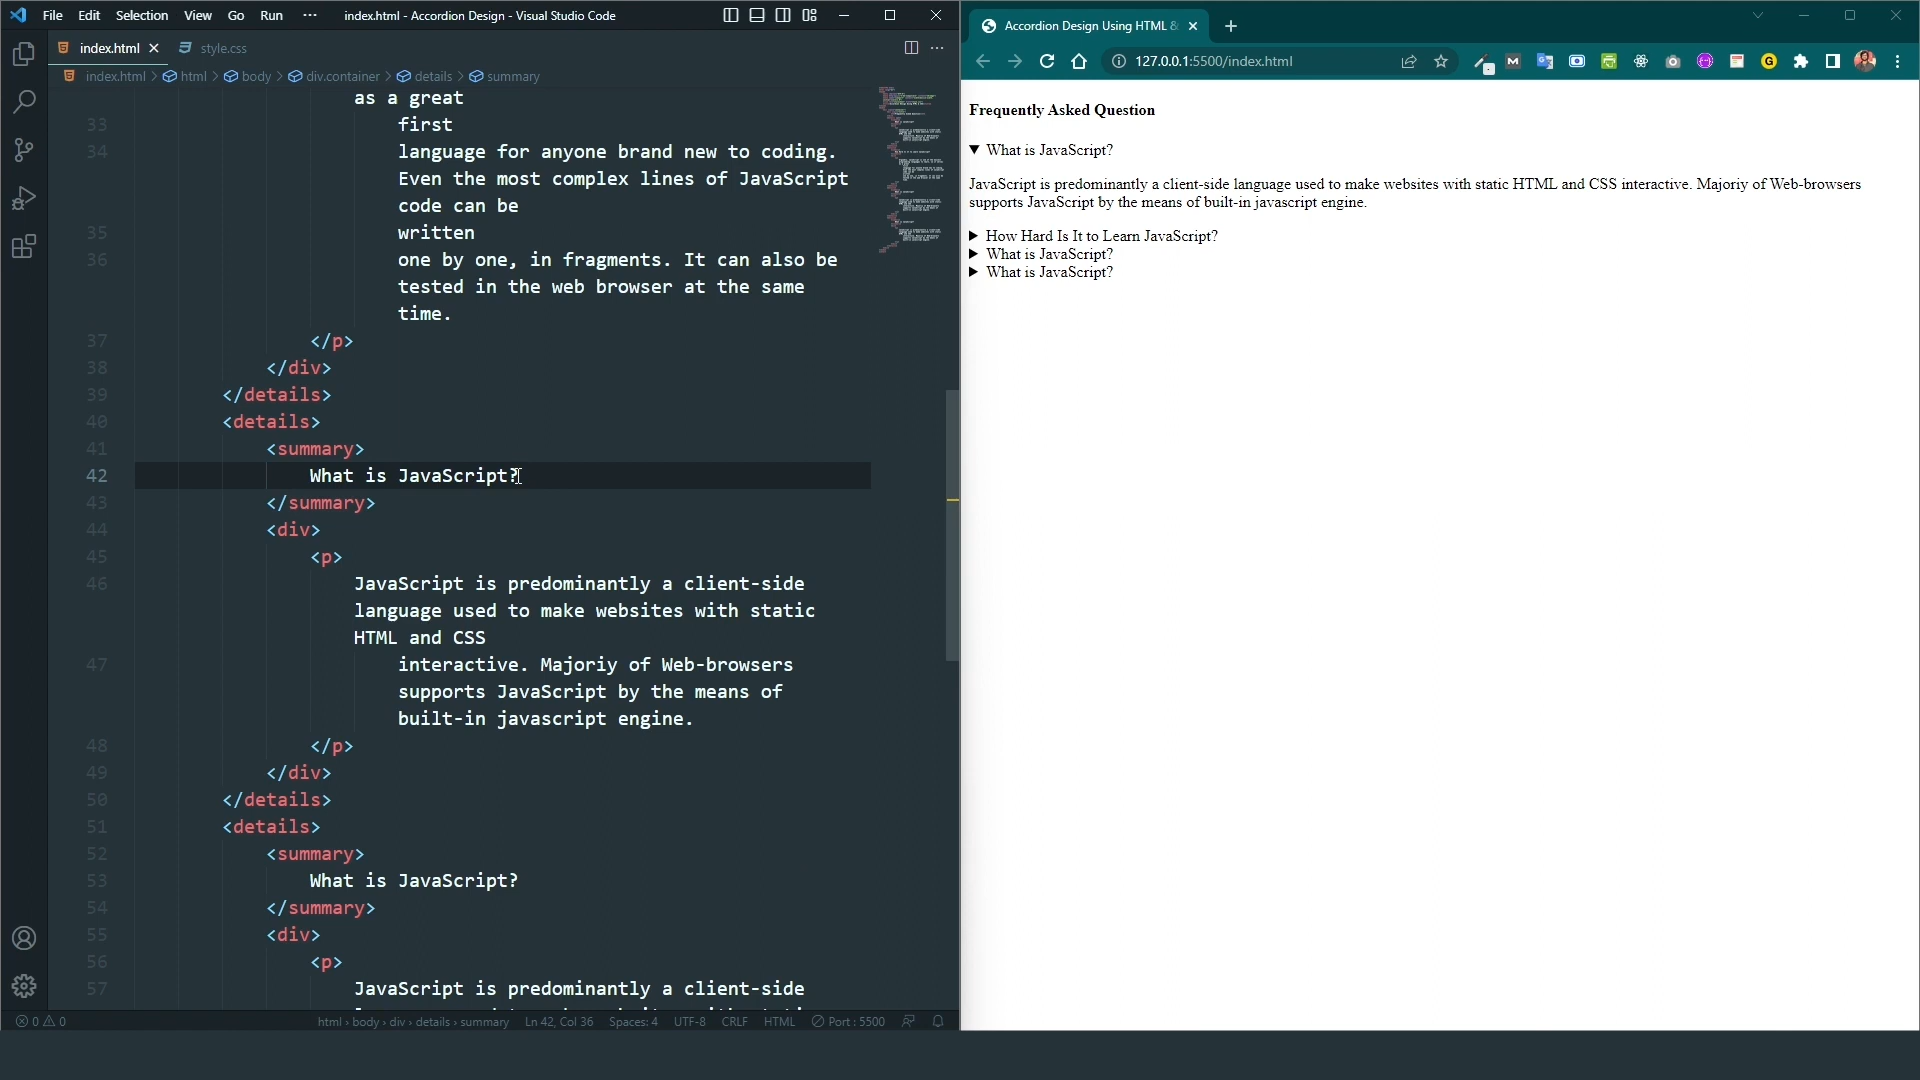 File Edit Selection View Go Run ··· index.html - Accordion Design - Visual Studio Code
index.html style.css
index.html > html > body > div.container > details > summary
as a great
33 first
34 language for anyone brand new to coding.
Even the most complex lines of JavaScript
code can be
35 written
36 one by one, in fragments. It can also be
tested in the web browser at the same
time.
37 </p>
38 </div>
39 </details>
40 <details>
41 <summary>
42 What is JavaScript?
43 </summary>
44 <div>
45 <p>
46 JavaScript is predominantly a client-side
language used to make websites with static
HTML and CSS
47 interactive. Majoriy of Web-browsers
supports JavaScript by the means of
built-in javascript engine.
48 </p>
49 </div>
50 </details>
51 <details>
52 <summary>
53 What is JavaScript?
54 </summary>
55 <div>
56 <p>
57 JavaScript is predominantly a client-side
0 0 html > body > div > details > summary Ln 42, Col 36 Spaces: 4 UTF-8 CRLF HTML Port : 5500
Accordion Design Using HTML &
127.0.0.1:5500/index.html
Frequently Asked Question
What is JavaScript?
JavaScript is predominantly a client-side language used to make websites with static HTML and CSS interactive. Majoriy of Web-browsers
supports JavaScript by the means of built-in javascript engine.
How Hard Is It to Learn JavaScript?
What is JavaScript?
What is JavaScript?